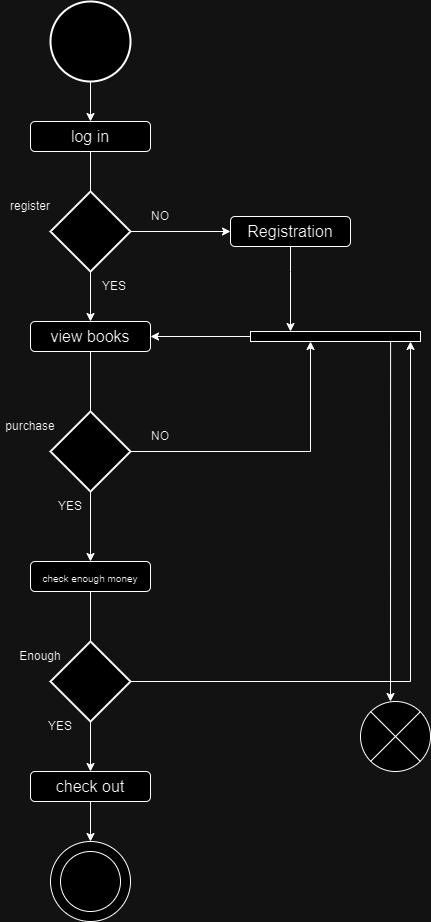 log in
register
NO
Registration
YES
view books
purchase
NO
YES
check enough money
Enough
YES
check out